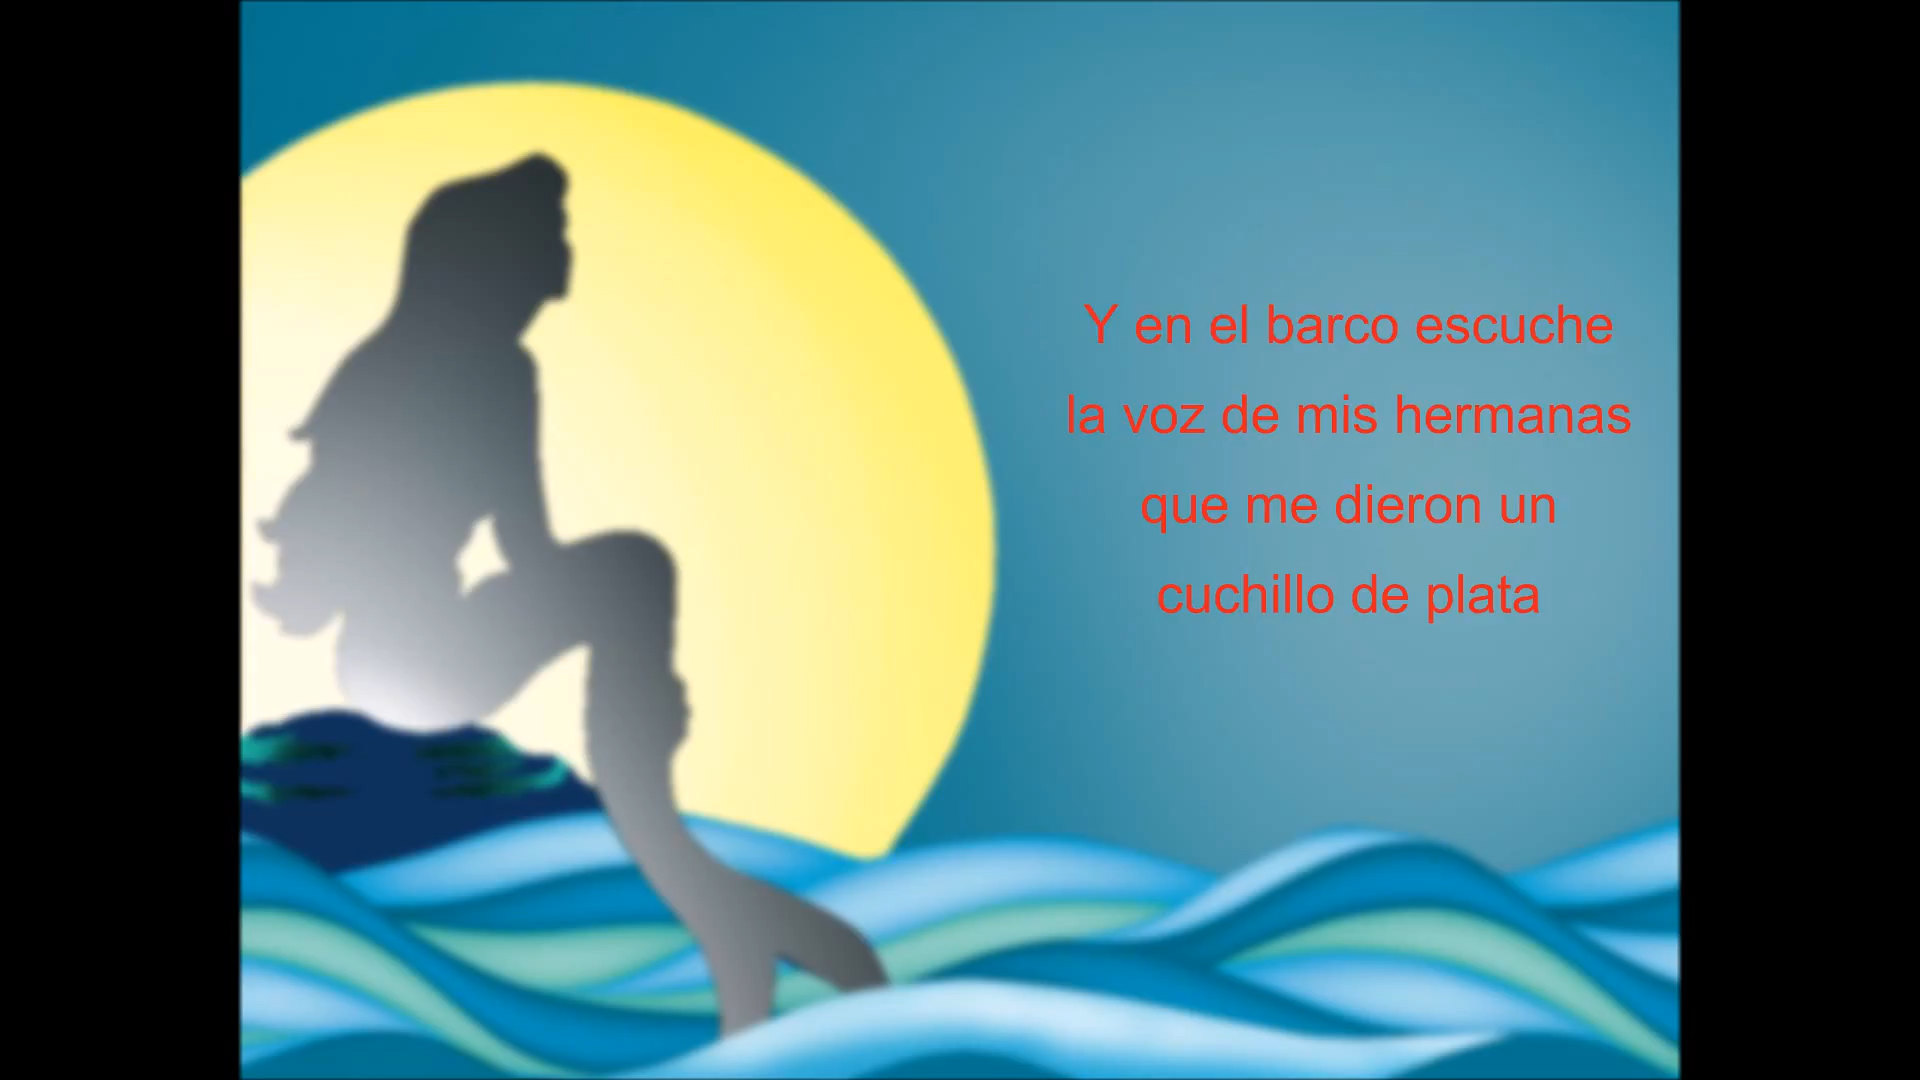 Y en el barco escuche
la voz de mis hermanas
que me dieron un
cuchillo de plata